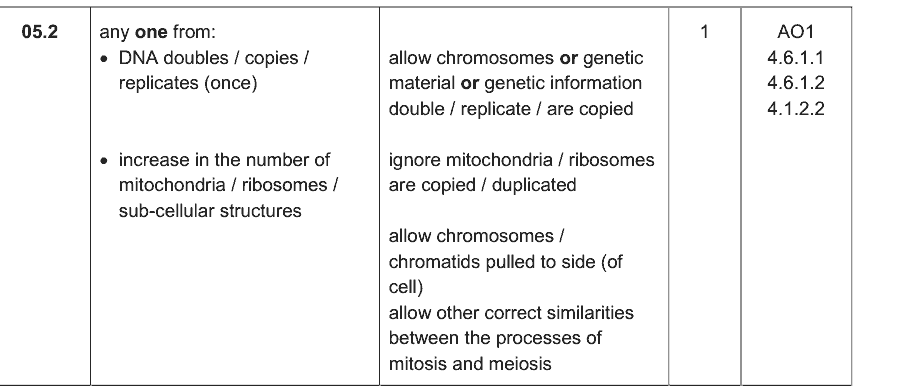 05.2
any one from:
• DNA doubles / copies /
replicates (once)
• increase in the number of
mitochondria / ribosomes /
sub-cellular structures
allow chromosomes or genetic
material or genetic information
double / replicate / are copied
ignore mitochondria / ribosomes
are copied / duplicated
allow chromosomes /
chromatids pulled to side (of
cell)
allow other correct similarities
between the processes of
mitosis and meiosis
1
AO1
4.6.1.1
4.6.1.2
4.1.2.2